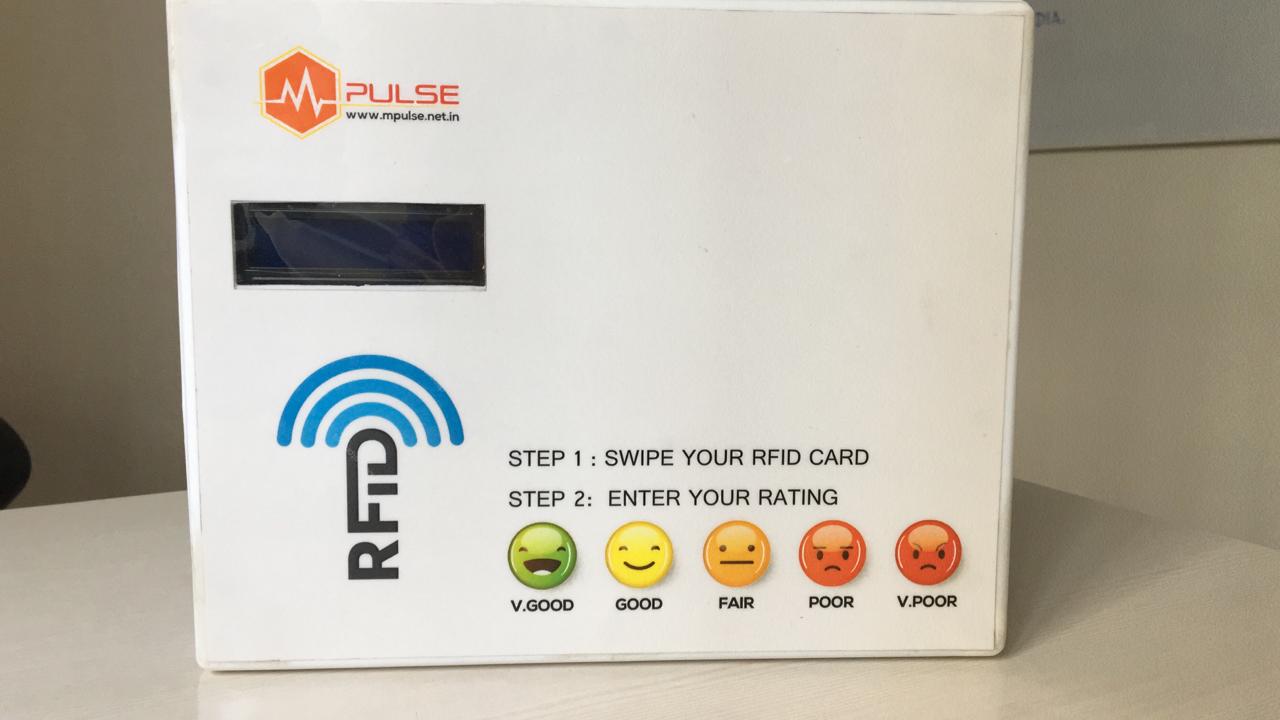 PULSE
www.mpulse.net.in
RFID
STEP 1 : SWIPE YOUR RFID CARD
STEP 2: ENTER YOUR RATING
V.GOOD GOOD FAIR POOR V.POOR